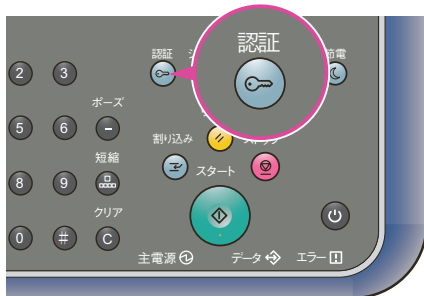 認証
認証
節電
2 3
ポーズ
5 6
割り込み
短縮
スタート
8 9
クリア
0 # C
主電源 データ エラー